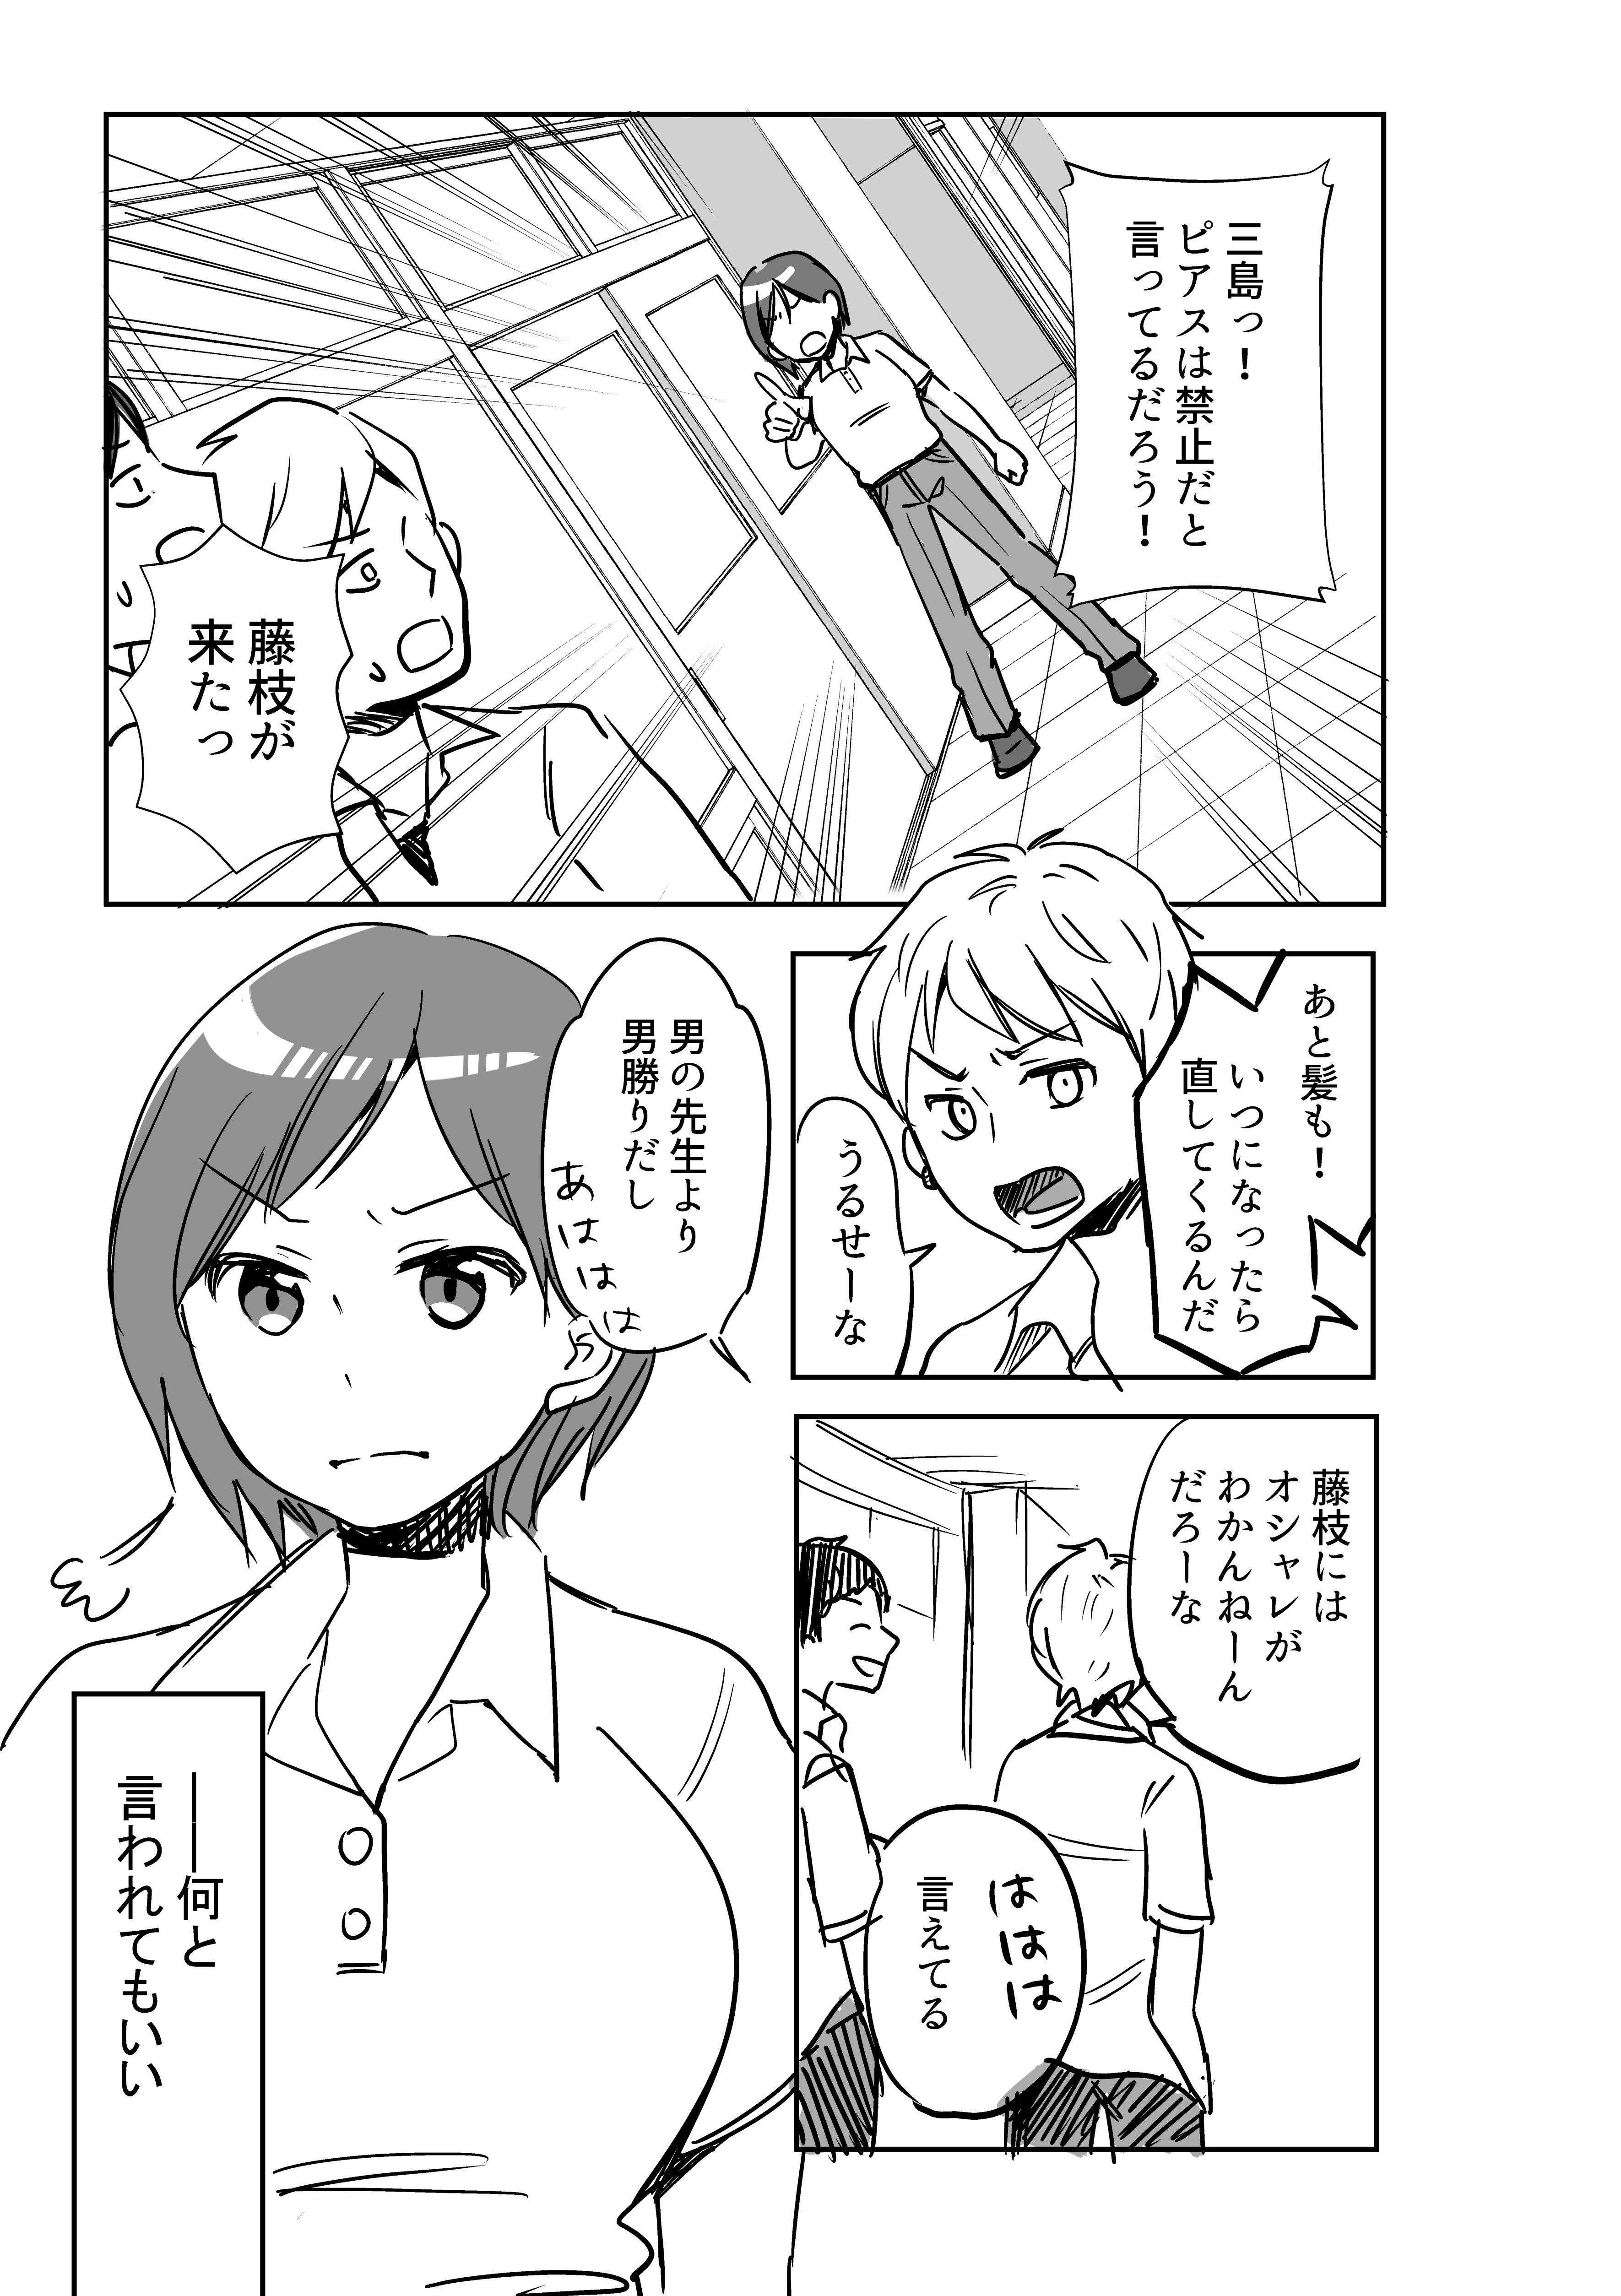 三島っ！
ピアスは禁止だと
言ってるだろう！
藤枝が
来たっ
あと髪も！
いつになったら
直してくるんだ
うるせーな
藤枝には
オシャレが
わかんねーん
だろーな
ははは
言えてる
男の先生より
男勝りだし
あははは
――何と
言われてもいい